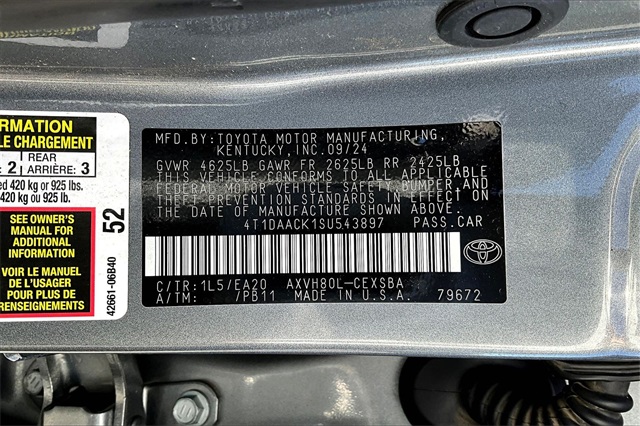 RMATION
LE CHARGEMENT
2 REAR ARRIÈRE: 3
ed 420 kg or 925 lbs.
420 kg ou 925 lb.
SEE OWNER'S
MANUAL FOR
ADDITIONAL
INFORMATION
VOIR LE MANUEL
DE L'USAGER
POUR PLUS DE
RENSEIGNEMENTS
52
42661-06B40
MFD.BY:TOYOTA MOTOR MANUFACTURING,
KENTUCKY,INC.09/24
GVWR 4625LB GAWR FR 2625LB RR 2425LB
THIS VEHICLE CONFORMS TO ALL APPLICABLE
FEDERAL MOTOR VEHICLE SAFETY, BUMPER,AND
THEFT PREVENTION STANDARDS IN EFFECT ON
THE DATE OF MANUFACTURE SHOWN ABOVE.
4T1DAACK1SU543897 PASS.CAR
C/TR:1L5/EA20 AXVH80L-CEXSBA
A/TM: /PB11 MADE IN U.S.A. 79672